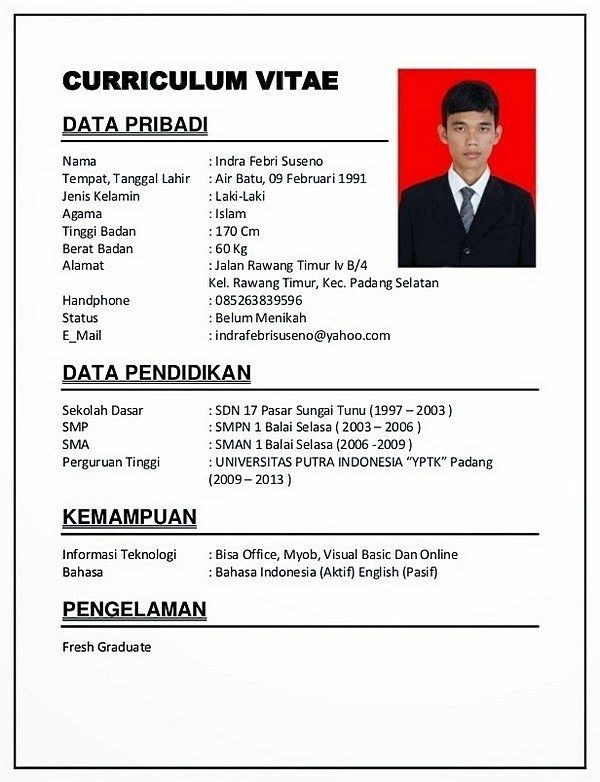 CURRICULUM VITAE
DATA PRIBADI
Nama : Indra Febri Suseno
Tempat, Tanggal Lahir : Air Batu, 09 Februari 1991
Jenis Kelamin : Laki-Laki
Agama : Islam
Tinggi Badan : 170 Cm
Berat Badan : 60 Kg
Alamat : Jalan Rawang Timur Iv B/4
Kel. Rawang Timur, Kec. Padang Selatan
Handphone : 085263839596
Status : Belum Menikah
E_Mail : indrafebrisuseno@yahoo.com
DATA PENDIDIKAN
Sekolah Dasar : SDN 17 Pasar Sungai Tunu (1997 – 2003 )
SMP : SMPN 1 Balai Selasa ( 2003 – 2006 )
SMA : SMAN 1 Balai Selasa (2006 -2009 )
Perguruan Tinggi : UNIVERSITAS PUTRA INDONESIA “YPTK” Padang
(2009 – 2013 )
KEMAMPUAN
Informasi Teknologi : Bisa Office, Myob, Visual Basic Dan Online
Bahasa : Bahasa Indonesia (Aktif) English (Pasif)
PENGELAMAN
Fresh Graduate